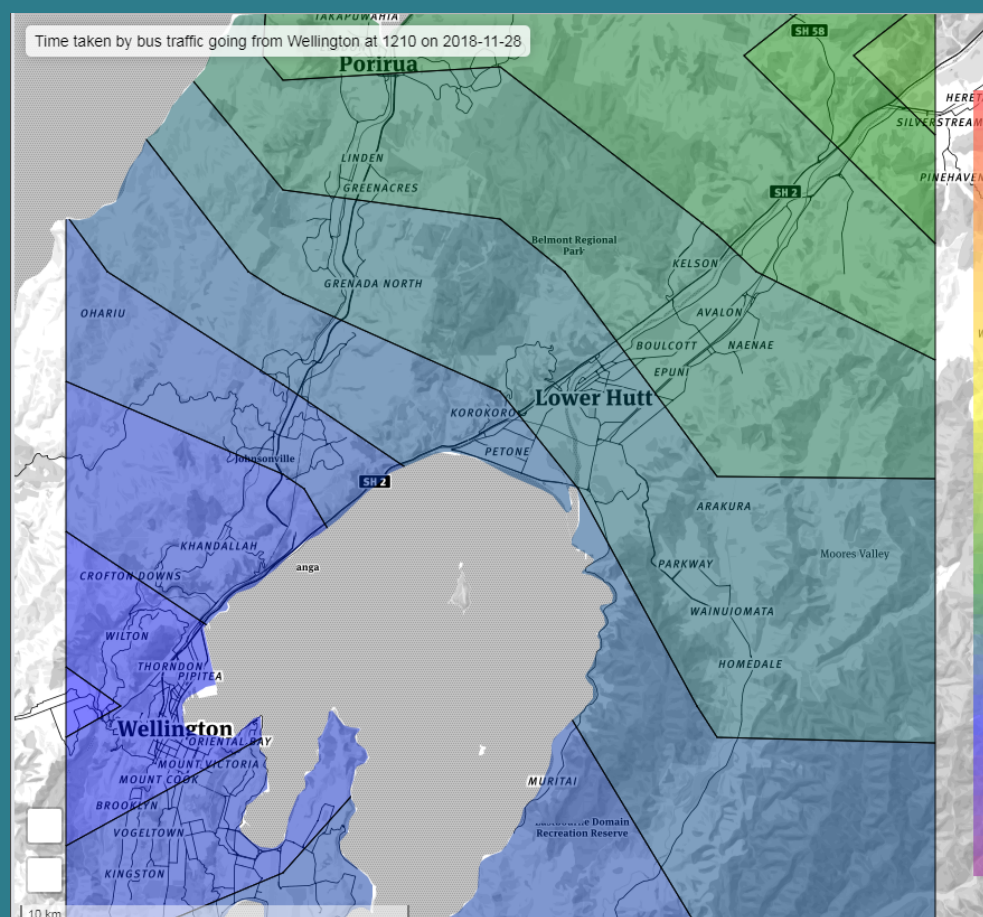 TAKAPUWAHIA
Time taken by bus traffic going from Wellington at 1210 on 2018-11-28
SH 58
Porirua
HERET
SILVERSTREAM
LINDEN
GREENACRES
PINEHAVEN
SH 2
Belmont Regional
Park
KELSON
GRENADA NORTH
OHARIU
AVALON
BOULCOTT
NAENAE
EPUNI
Lower Hutt
KOROKORO
PETONE
Johnsonville
SH 2
ARAKURA
KHANDALLAH
Moores Valley
anga
PARKWAY
CROFTON DOWNS
WAINUIOMATA
WILTON
HOMEDALE
THORNDON
PIPITEA
Wellington
ORIENTAL BAY
MOUNT VICTORIA
MOUNT COOK
MURITAI
BROOKLYN
Domain
Recreation Reserve
VOGELTOWN
KINGSTON
10 km